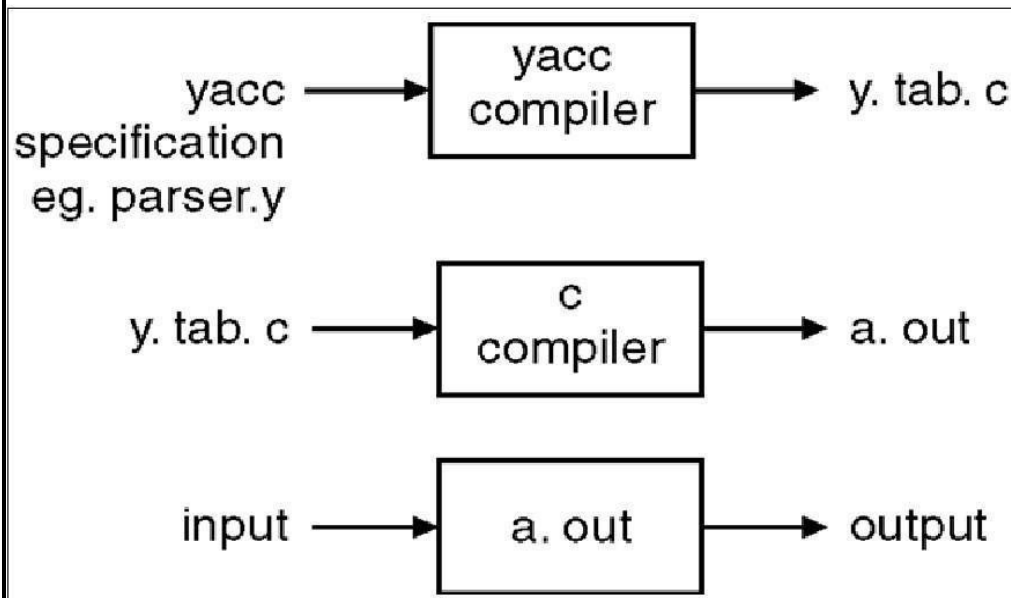 yacc
specification
eg. parser.y
yacc
compiler
y. tab. c
y. tab. c
c
compiler
a. out
input
a. out
output